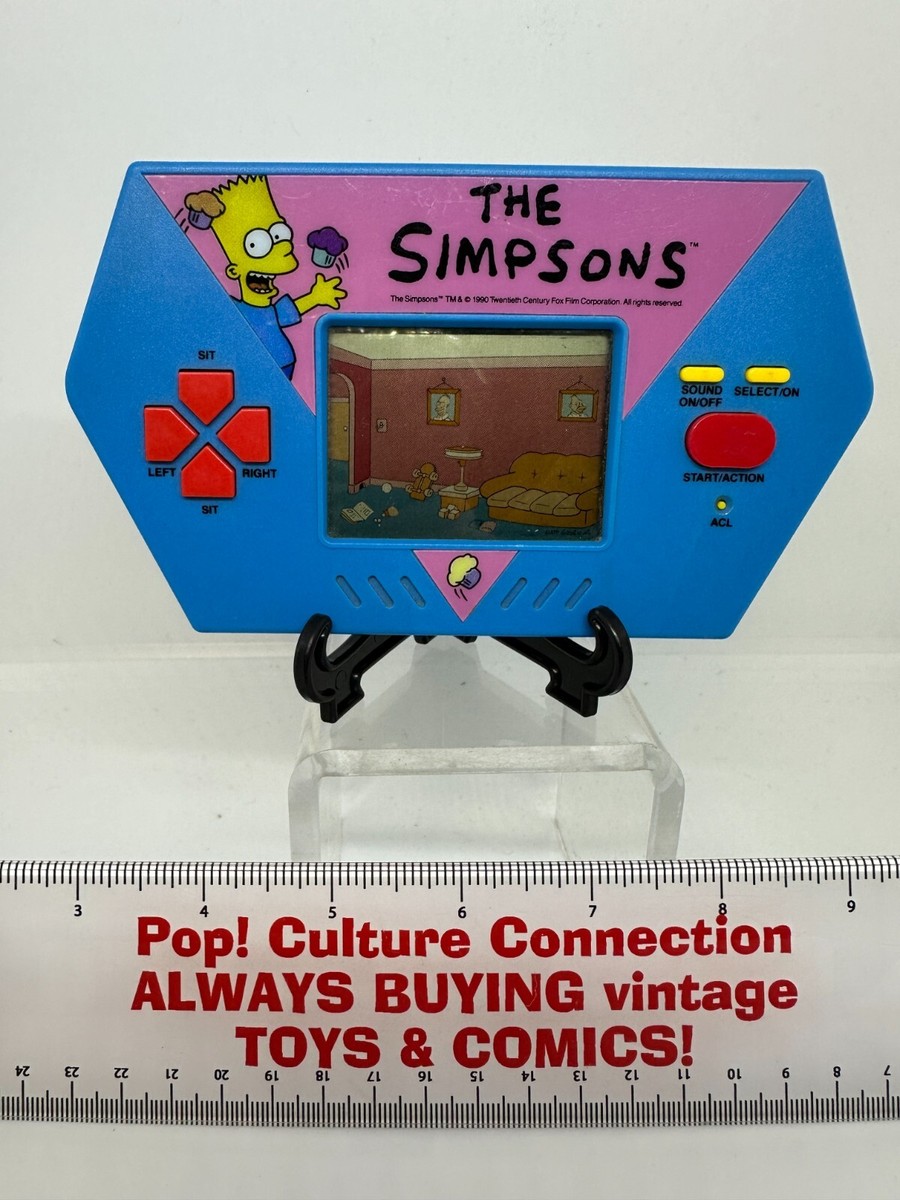 THE
SIMPSONS™
The Simpsons™ TM & © 1990 Twentieth Century Fox Film Corporation. All rights reserved.
SIT
LEFT
RIGHT
SIT
SOUND
ON/OFF
SELECT/ON
START/ACTION
ACL
3 4 5 6 7 8 9
Pop! Culture Connection
ALWAYS BUYING vintage
TOYS & COMICS!
24 23 22 21 20 19 18 17 16 15 14 13 12 11 10 9 8 7